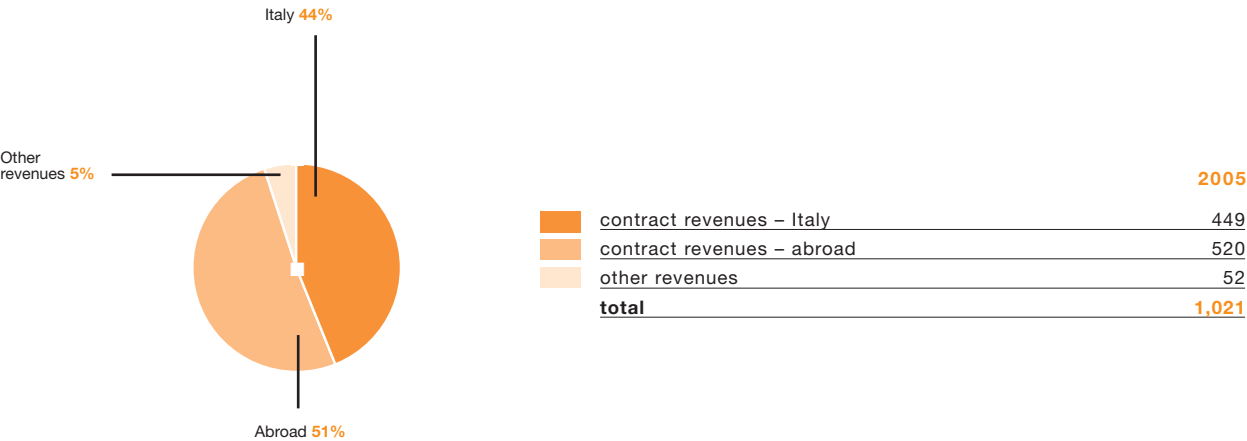 Italy 44%
Other
revenues 5%
Abroad 51%
2005
contract revenues – Italy 449
contract revenues – abroad 520
other revenues 52
total 1,021